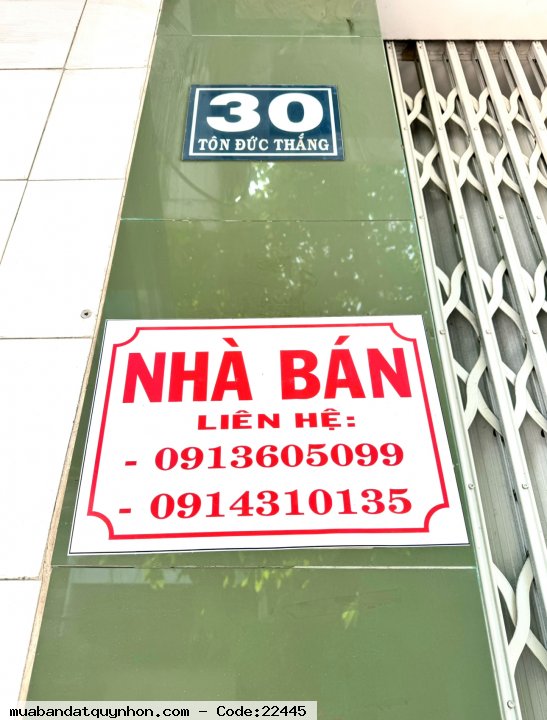 30
TÔN ĐỨC THẮNG
NHÀ BÁN
LIÊN HỆ:
- 0913605099
- 0914310135
muabandatquynhon.com - Code:22445